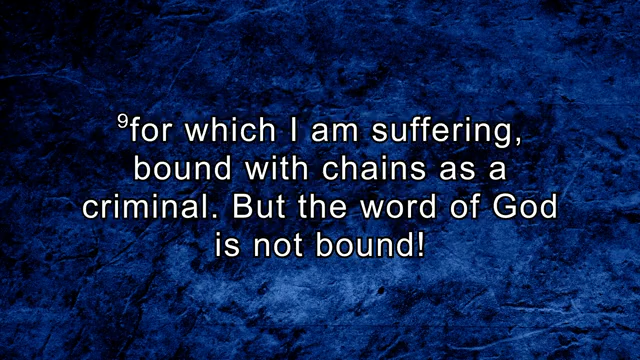 ⁹for which I am suffering,
bound with chains as a
criminal. But the word of God
is not bound!